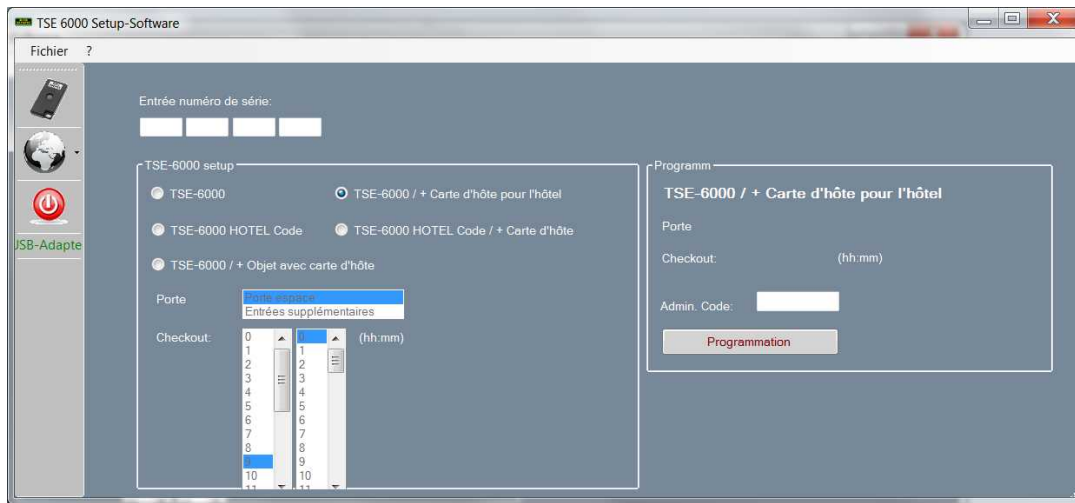 TSE 6000 Setup-Software
Fichier ?
Entrée numéro de série:
TSE-6000 setup
TSE-6000
TSE-6000 / + Carte d'hôte pour l'hôtel
TSE-6000 HOTEL Code
TSE-6000 HOTEL Code / + Carte d'hôte
TSE-6000 / + Objet avec carte d'hôte
Porte
Porte espace
Entrées supplémentaires
Checkout:
(hh:mm)
0
1
2
3
4
5
6
7
8
9
10
11
0
1
2
3
4
5
6
7
8
9
10
11
Programm
TSE-6000 / + Carte d'hôte pour l'hôtel
Porte
Checkout: (hh:mm)
Admin. Code:
Programmation
JSB-Adapte